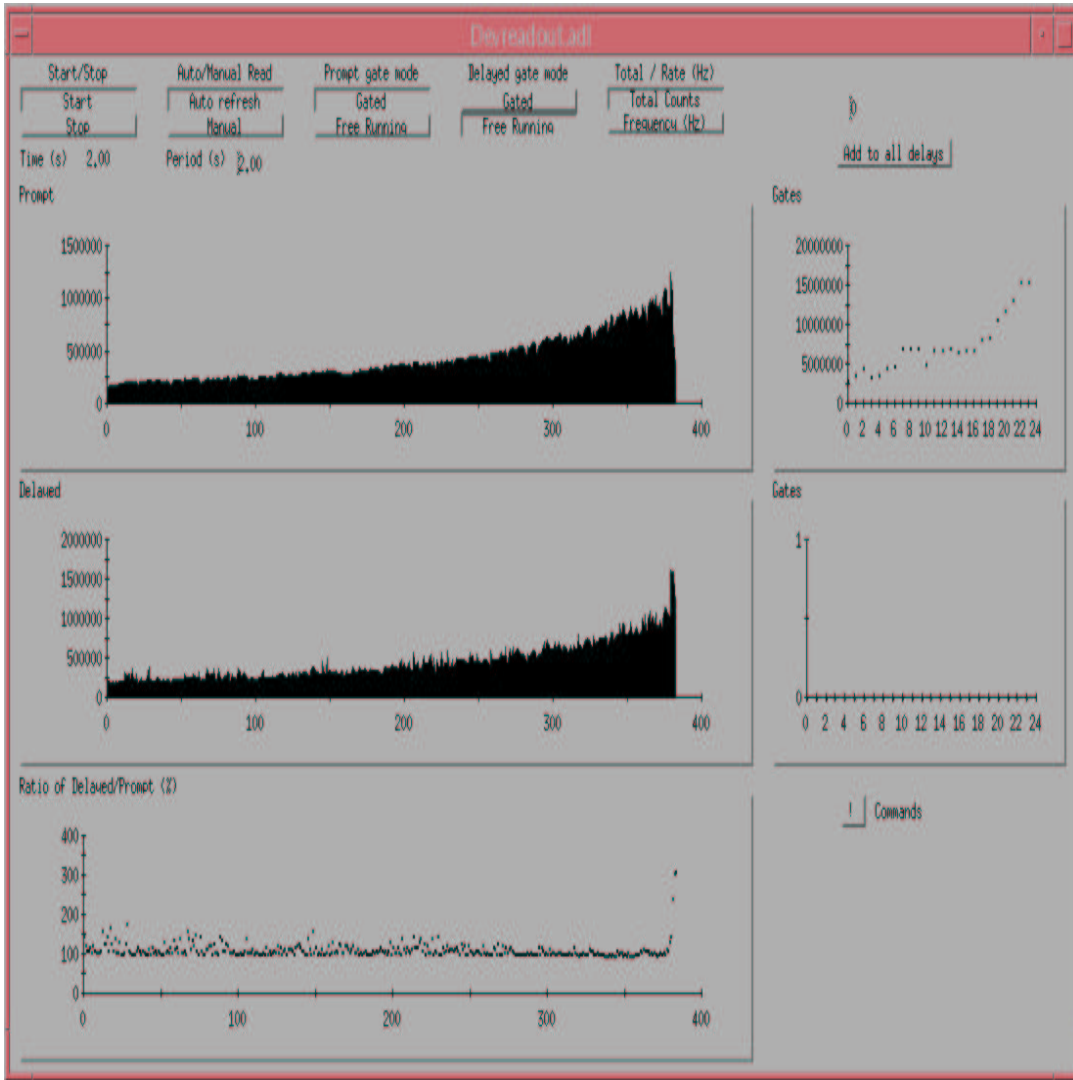 Devreadout.adl
Start/Stop Auto/Manual Read Prompt gate mode Delayed gate mode Total / Rate (Hz)
Start Auto refresh Gated Gated Total Counts
Stop Manual Free Running Free Running Frequency (Hz)
0
Time (s) 2.00 Period (s) 2.00
Add to all delays
Prompt
1500000
1000000
500000
0
0 100 200 300 400
Gates
20000000
15000000
10000000
5000000
0
0 2 4 6 8 10 12 14 16 18 20 22 24
Delayed
2000000
1500000
1000000
500000
0
0 100 200 300 400
Gates
1
0
0 2 4 6 8 10 12 14 16 18 20 22 24
Ratio of Delayed/Prompt (%)
400
300
200
100
0
0 100 200 300 400
! Commands